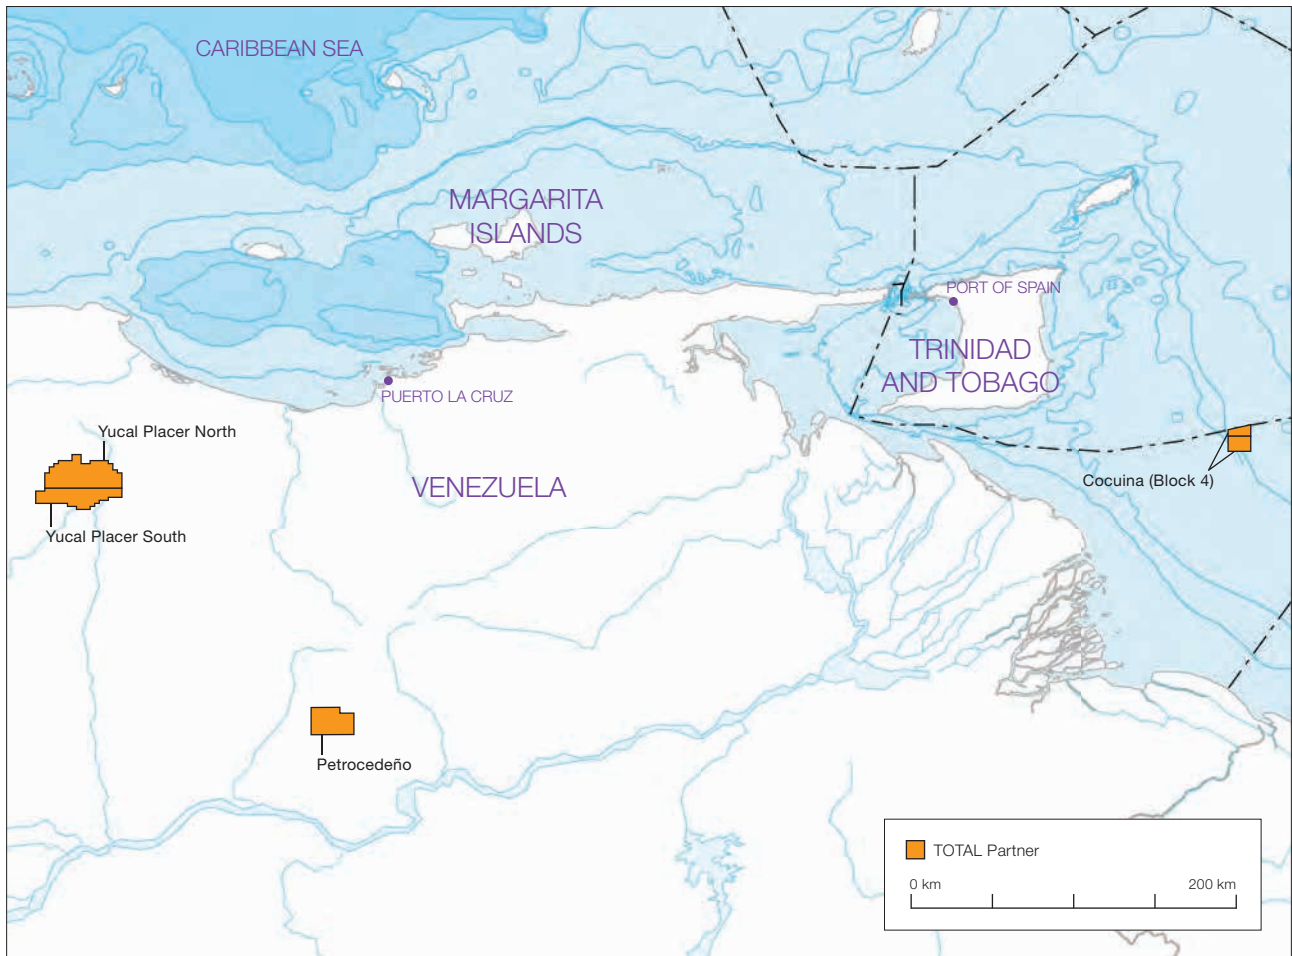 CARIBBEAN SEA
MARGARITA
ISLANDS
PORT OF SPAIN
TRINIDAD
AND TOBAGO
PUERTO LA CRUZ
Yucal Placer North
VENEZUELA
Cocuina (Block 4)
Yucal Placer South
Petrocedeño
TOTAL Partner
0 km 200 km